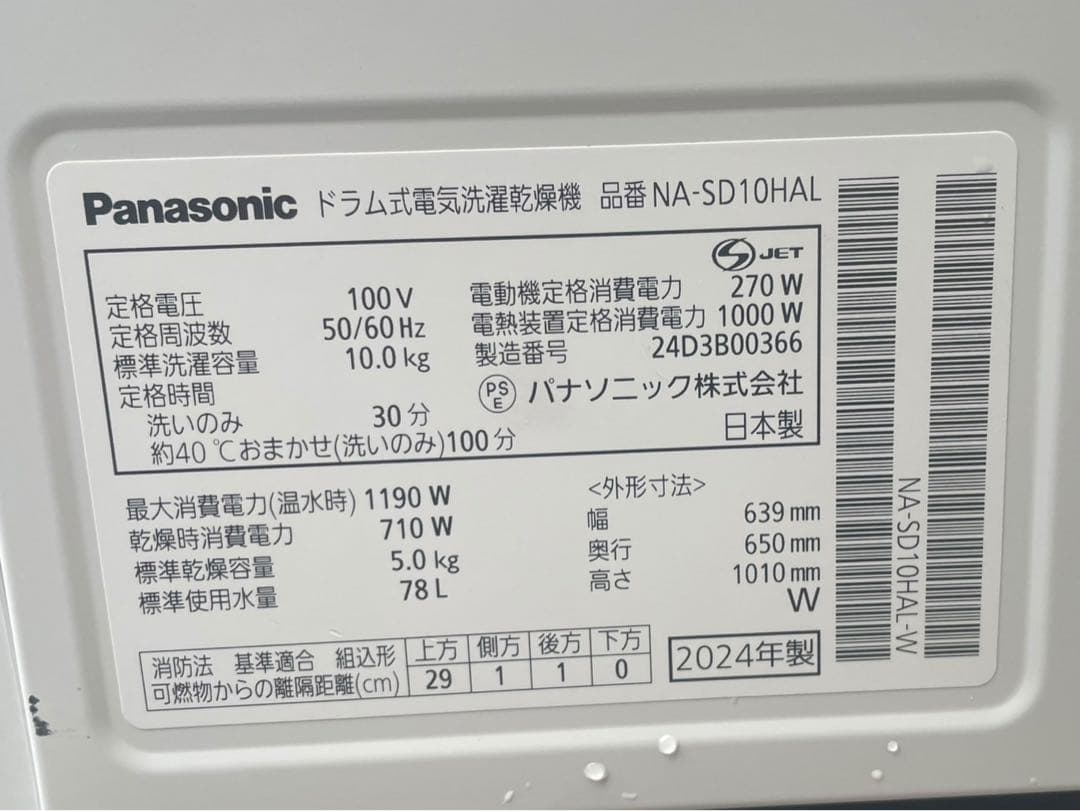 Panasonic ドラム式電気洗濯乾燥機 品番 NA-SD10HAL
S JET
定格電圧 100 V
定格周波数 50/60 Hz
標準洗濯容量 10.0 kg
定格時間
洗いのみ 30 分
約40 ℃おまかせ(洗いのみ)100 分
電動機定格消費電力 270 W
電熱装置定格消費電力 1000 W
製造番号 24D3B00366
PSE パナソニック株式会社
日本製
最大消費電力(温水時) 1190 W
乾燥時消費電力 710 W
標準乾燥容量 5.0 kg
標準使用水量 78 L
<外形寸法>
幅 639 mm
奥行 650 mm
高さ 1010 mm
W
消防法 基準適合 組込形 上方 側方 後方 下方
可燃物からの離隔距離(cm) 29 1 1 0
2024年製
NA-SD10HAL-W